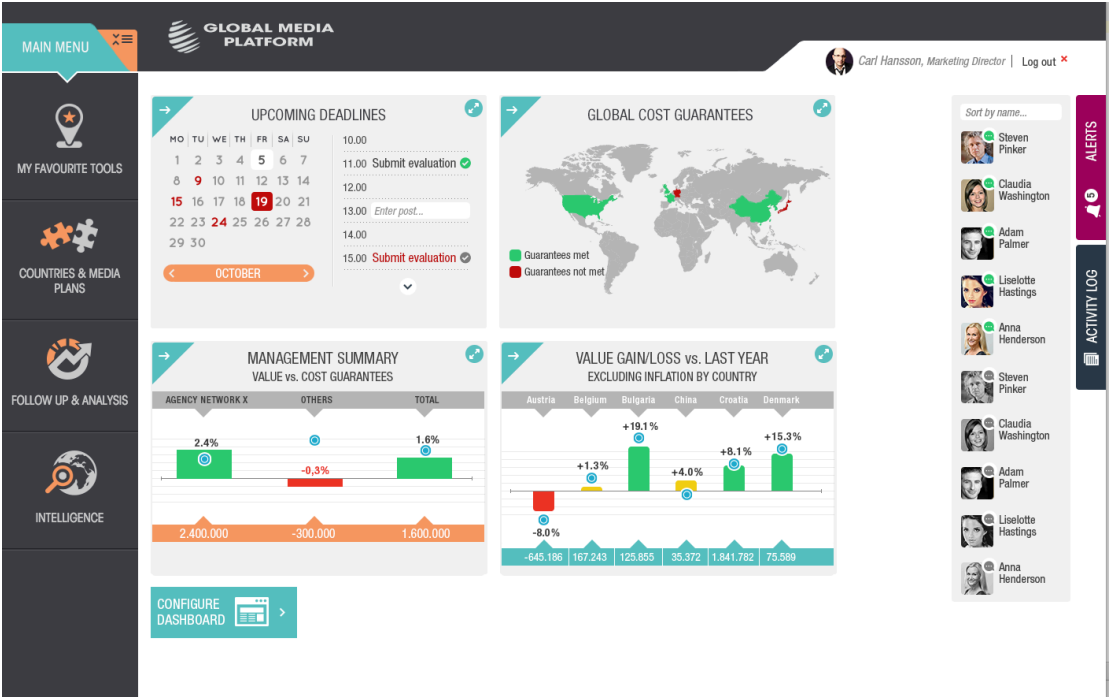 MAIN MENU
GLOBAL MEDIA
PLATFORM
Carl Hansson, Marketing Director | Log out ×
MY FAVOURITE TOOLS
COUNTRIES & MEDIA
PLANS
FOLLOW UP & ANALYSIS
INTELLIGENCE
UPCOMING DEADLINES
MO TU WE TH FR SA SU
1 2 3 4 5 6 7
8 9 10 11 12 13 14
15 16 17 18 19 20 21
22 23 24 25 26 27 28
29 30
< OCTOBER >
10.00
11.00 Submit evaluation
12.00
13.00 Enter post...
14.00
15.00 Submit evaluation
GLOBAL COST GUARANTEES
Guarantees met
Guarantees not met
MANAGEMENT SUMMARY
VALUE vs. COST GUARANTEES
AGENCY NETWORK X OTHERS TOTAL
2.4% -0,3% 1.6%
2.400.000 -300.000 1.600.000
VALUE GAIN/LOSS vs. LAST YEAR
EXCLUDING INFLATION BY COUNTRY
Austria Belgium Bulgaria China Croatia Denmark
-8.0% +1.3% +19.1% +4.0% +8.1% +15.3%
-645.186 167.243 125.855 35.372 1.841.782 75.589
CONFIGURE
DASHBOARD
Sort by name...
Steven
Pinker
Claudia
Washington
Adam
Palmer
Liselotte
Hastings
Anna
Henderson
Steven
Pinker
Claudia
Washington
Adam
Palmer
Liselotte
Hastings
Anna
Henderson
ALERTS
5
ACTIVITY LOG